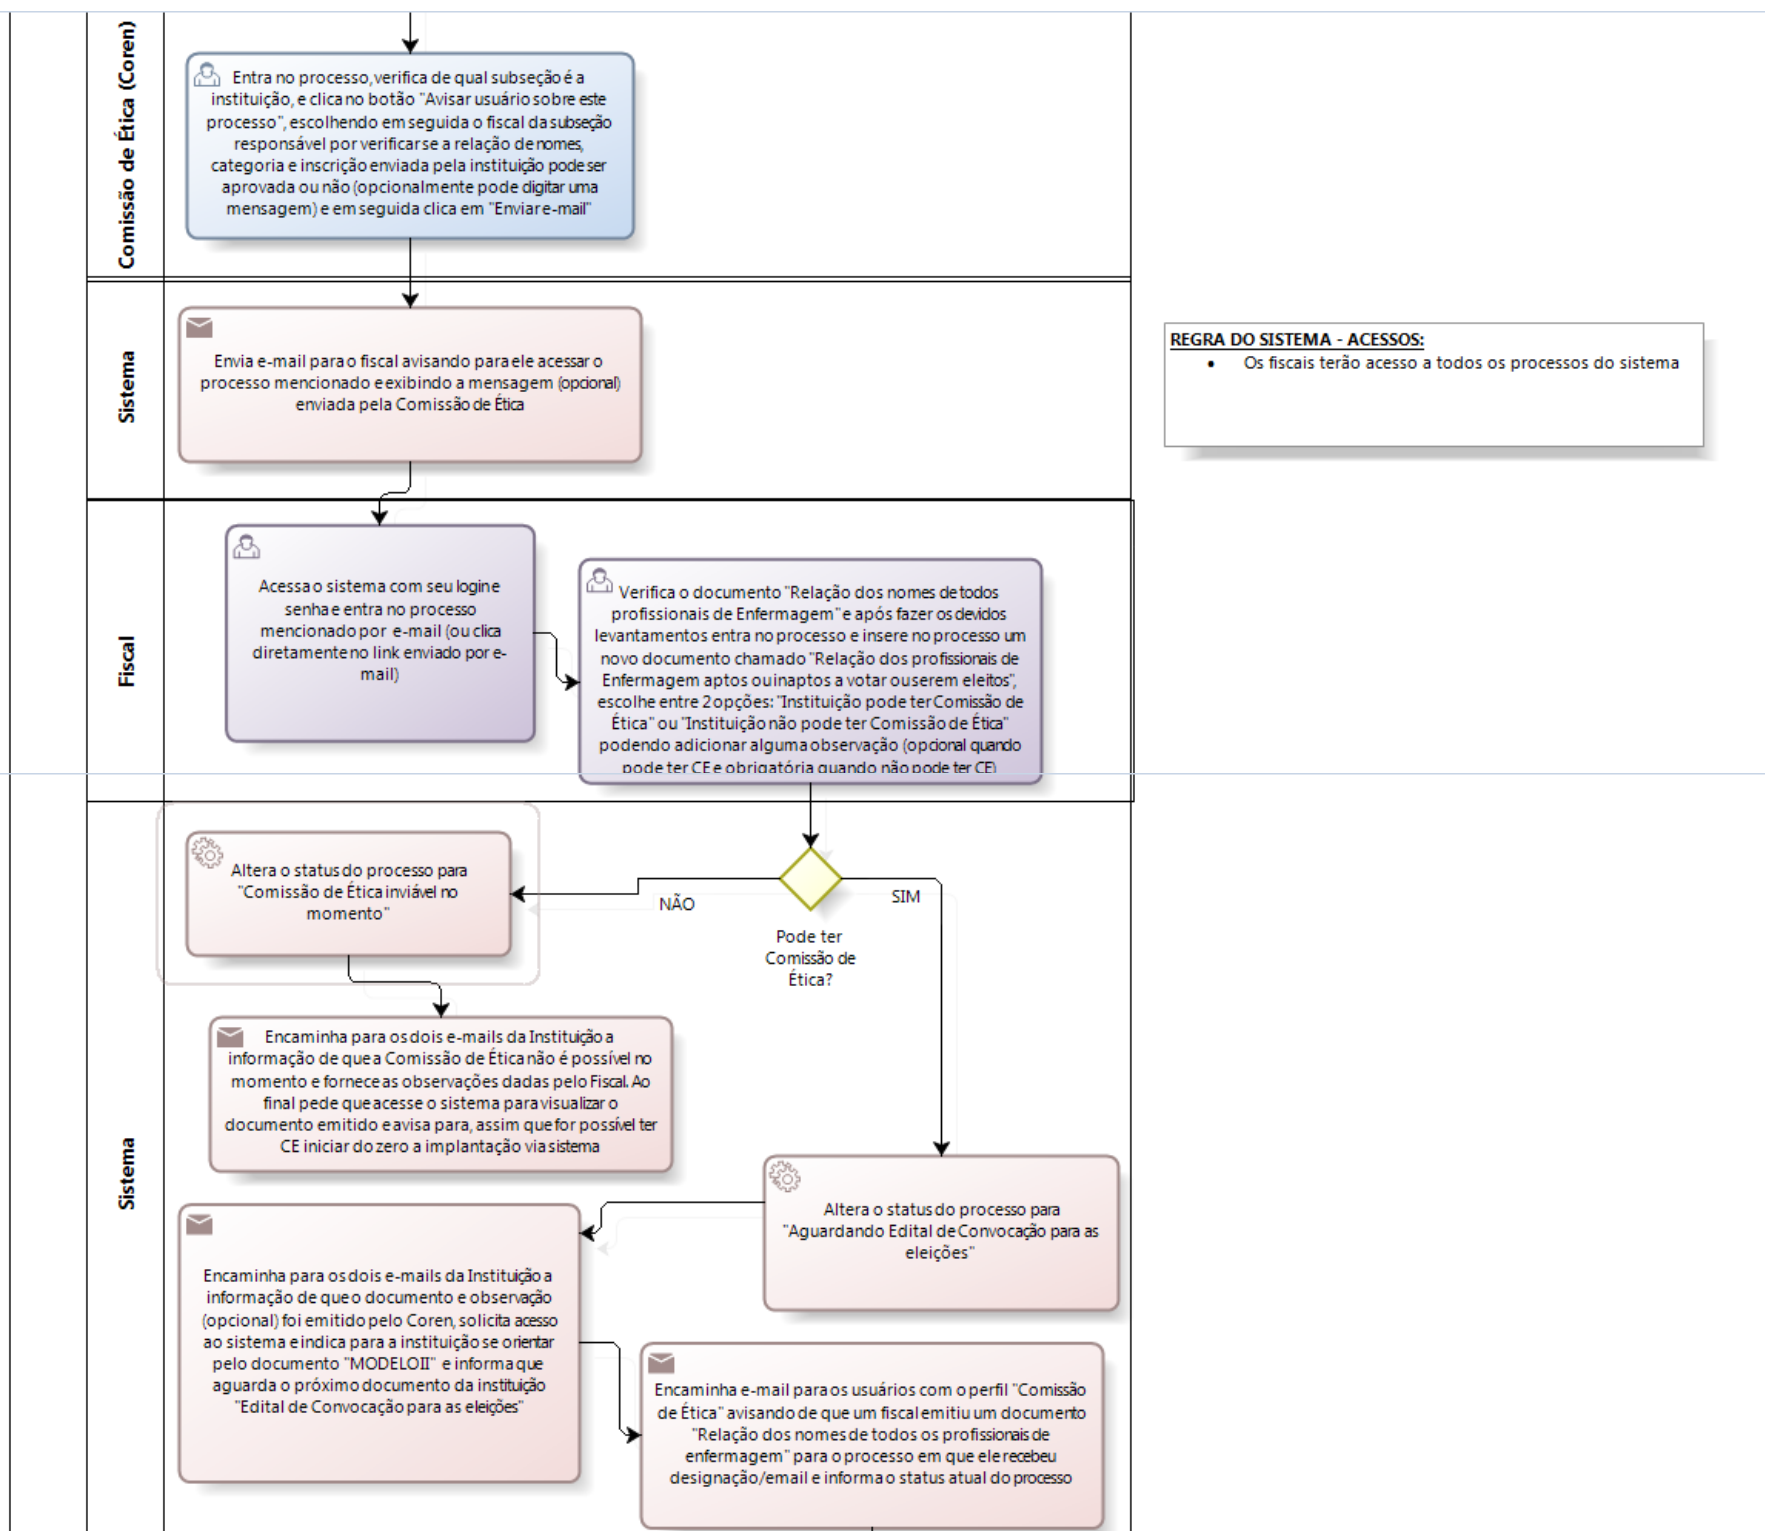 Comissão de Ética (Coren)
Entra no processo, verifica de qual subseção é a
instituição, e clica no botão "Avisar usuário sobre este
processo", escolhendo em seguida o fiscal da subseção
responsável por verificar se a relação de nomes,
categoria e inscrição enviada pela instituição pode ser
aprovada ou não (opcionalmente pode digitar uma
mensagem) e em seguida clica em "Enviar e-mail"
Sistema
Envia e-mail para o fiscal avisando para ele acessar o
processo mencionado e exibindo a mensagem (opcional)
enviada pela Comissão de Ética
REGRA DO SISTEMA - ACESSOS:
• Os fiscais terão acesso a todos os processos do sistema
Fiscal
Acessa o sistema com seu login e
senha e entra no processo
mencionado por e-mail (ou clica
diretamente no link enviado por e-
mail)
Verifica o documento "Relação dos nomes de todos
profissionais de Enfermagem" e após fazer os devidos
levantamentos entra no processo e insere no processo um
novo documento chamado "Relação dos profissionais de
Enfermagem aptos ou inaptos a votar ou serem eleitos",
escolhe entre 2 opções: "Instituição pode ter Comissão de
Ética" ou "Instituição não pode ter Comissão de Ética"
podendo adicionar alguma observação (opcional quando
pode ter CE e obrigatória quando não pode ter CE)
Sistema
Altera o status do processo para
"Comissão de Ética inviável no
momento"
NÃO
SIM
Pode ter
Comissão de
Ética?
Encaminha para os dois e-mails da Instituição a
informação de que a Comissão de Ética não é possível no
momento e fornece as observações dadas pelo Fiscal. Ao
final pede que acesse o sistema para visualizar o
documento emitido e avisa para, assim que for possível ter
CE iniciar do zero a implantação via sistema
Altera o status do processo para
"Aguardando Edital de Convocação para as
eleições"
Encaminha para os dois e-mails da Instituição a
informação de que o documento e observação
(opcional) foi emitido pelo Coren, solicita acesso
ao sistema e indica para a instituição se orientar
pelo documento "MODELO II" e informa que
aguarda o próximo documento da instituição
"Edital de Convocação para as eleições"
Encaminha e-mail para os usuários com o perfil "Comissão
de Ética" avisando de que um fiscal emitiu um documento
"Relação dos nomes de todos os profissionais de
enfermagem" para o processo em que ele recebeu
designação/email e informa o status atual do processo